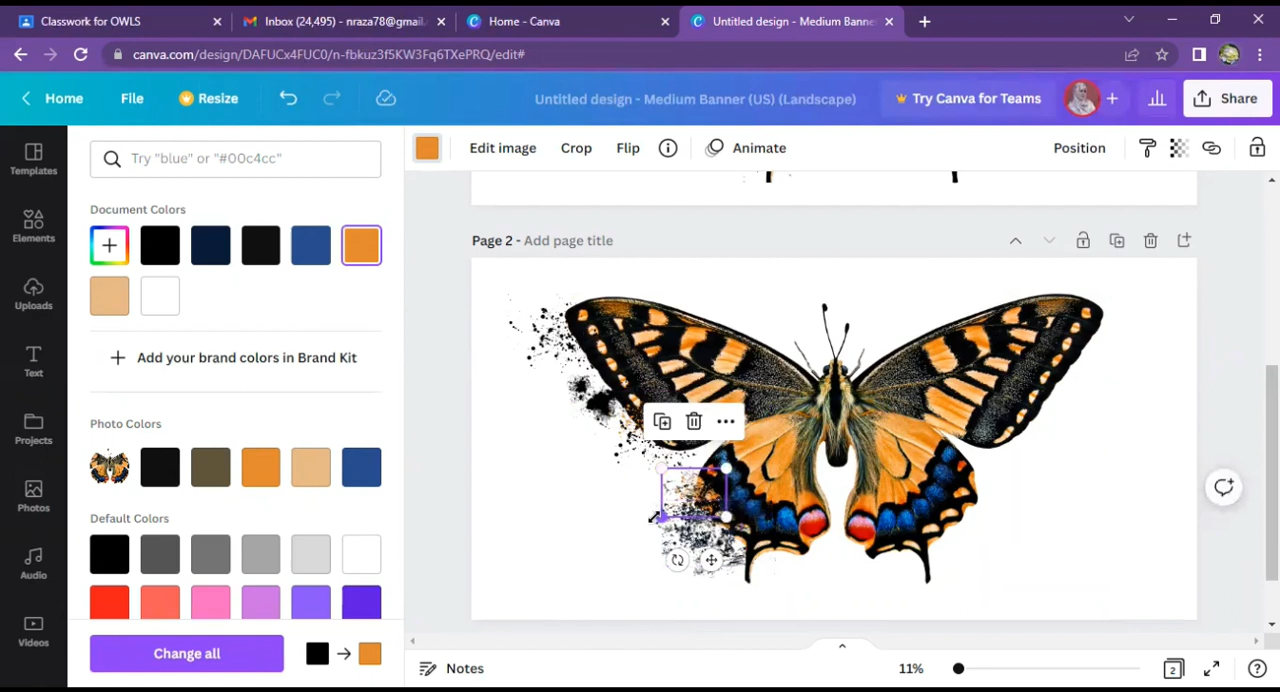 Classwork for OWLS
Inbox (24,495) - nraza78@gmail.
Home - Canva
Untitled design - Medium Banne
canva.com/design/DAFUCx4FUC0/n-fbkuz3f5KW3Fq6TXePRQ/edit#
Home File Resize Untitled design - Medium Banner (US) (Landscape) Try Canva for Teams Share
Templates
Elements
Uploads
Text
Projects
Photos
Audio
Videos
Try "blue" or "#00c4cc"
Document Colors
Add your brand colors in Brand Kit
Photo Colors
Default Colors
Change all
Edit image Crop Flip Animate Position
Page 2 - Add page title
Notes 11% 2